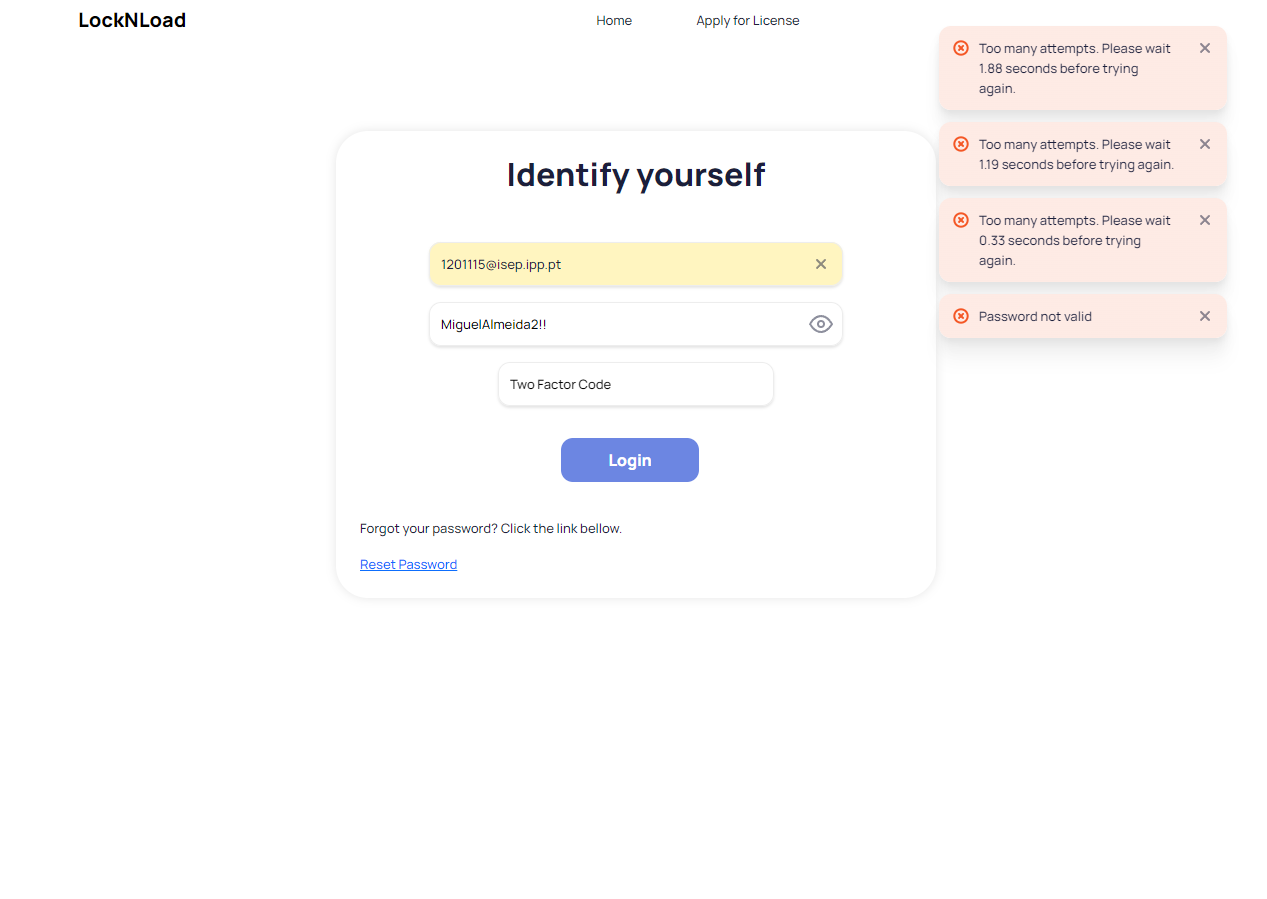 LockNLoad
Home
Apply for License
Too many attempts. Please wait
1.88 seconds before trying
again.
Too many attempts. Please wait
1.19 seconds before trying again.
Too many attempts. Please wait
0.33 seconds before trying
again.
Password not valid
Identify yourself
1201115@isep.ipp.pt
MiguelAlmeida2!!
Two Factor Code
Login
Forgot your password? Click the link bellow.
Reset Password